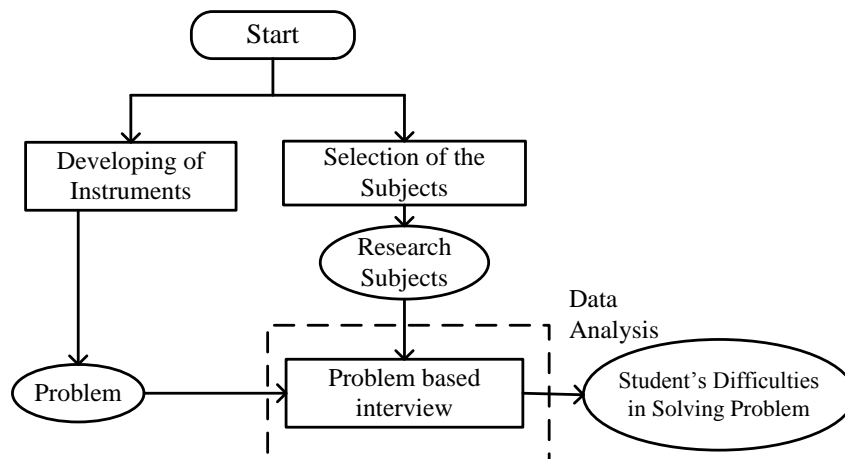 Start
Developing of
Instruments
Selection of the
Subjects
Research
Subjects
Data
Analysis
Problem
Problem based
interview
Student’s Difficulties
in Solving Problem